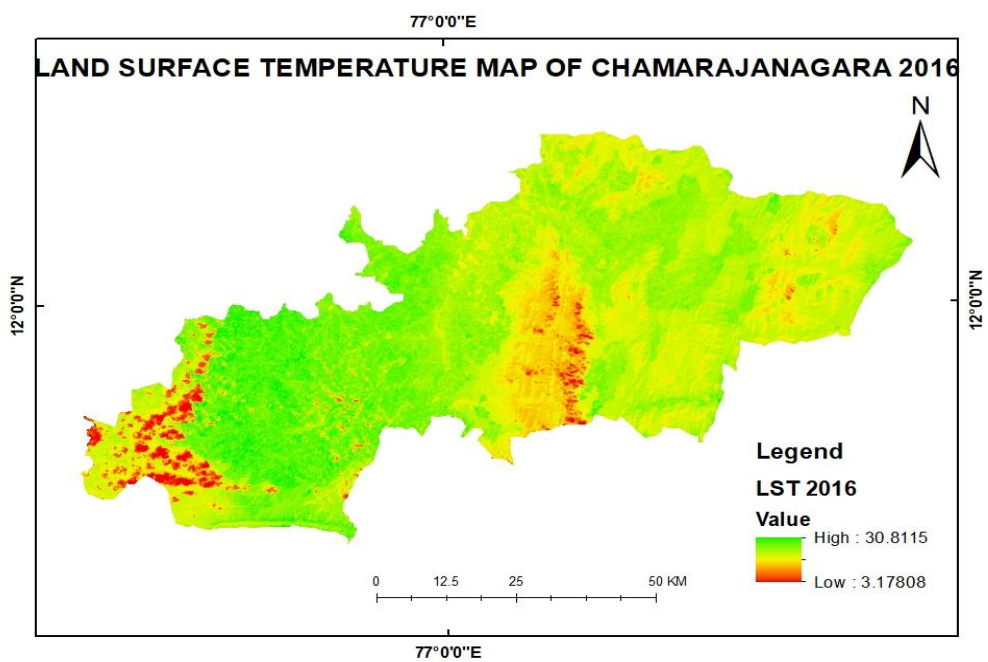 77°0'0"E
LAND SURFACE TEMPERATURE MAP OF CHAMARAJANAGARA 2016
N
12°0'0"N
12°0'0"N
Legend
LST 2016
Value
High : 30.8115
Low : 3.17808
0 12.5 25 50 KM
77°0'0"E